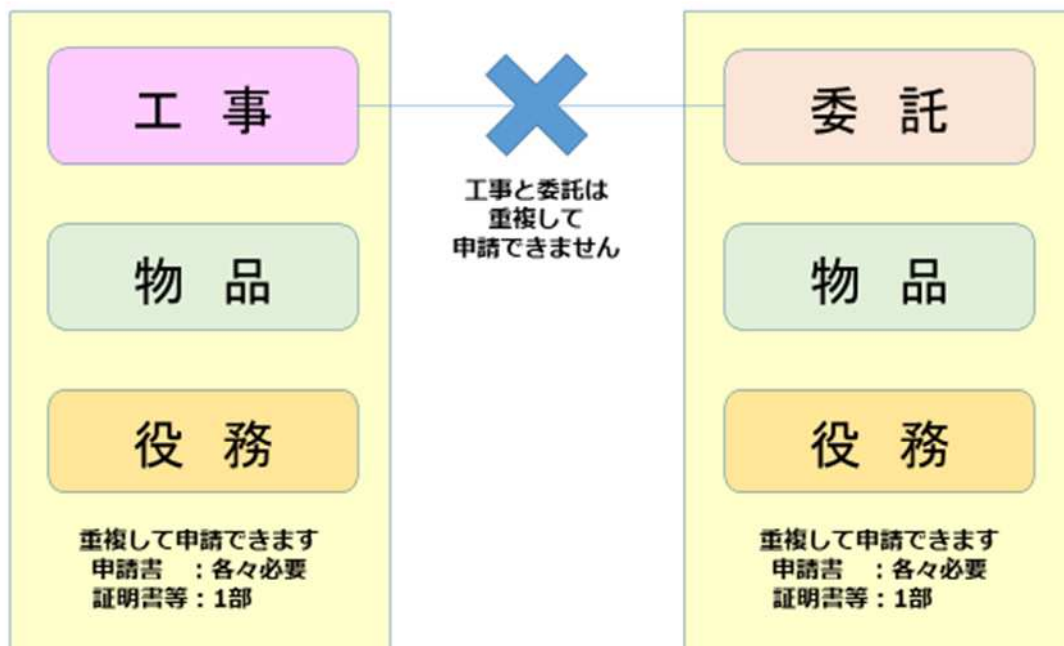 工事
物品
役務
重複して申請できます
申請書 ：各々必要
証明書等：1部
工事と委託は
重複して
申請できません
委託
物品
役務
重複して申請できます
申請書 ：各々必要
証明書等：1部